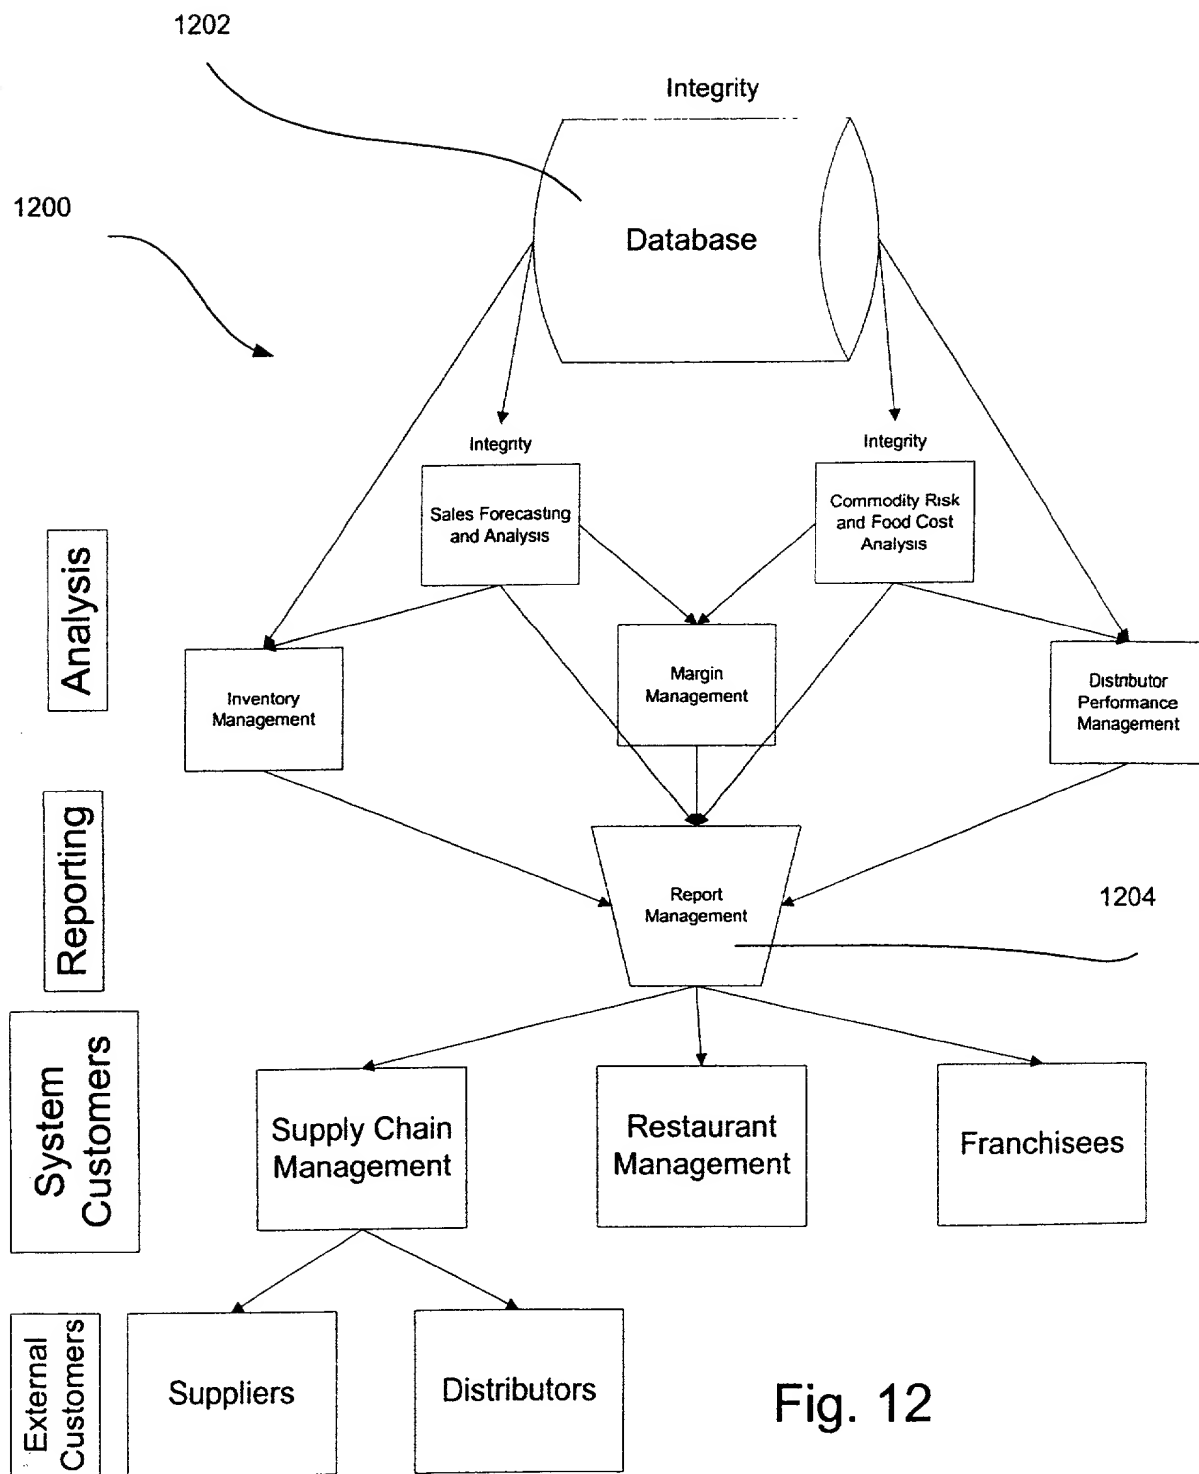 1202
Integrity
1200
Database
Integrity
Integrity
Sales Forecasting
and Analysis
Commodity Risk
and Food Cost
Analysis
Analysis
Inventory
Management
Margin
Management
Distributor
Performance
Management
Reporting
Report
Management
1204
System
Customers
Supply Chain
Management
Restaurant
Management
Franchisees
External
Customers
Suppliers
Distributors
Fig. 12